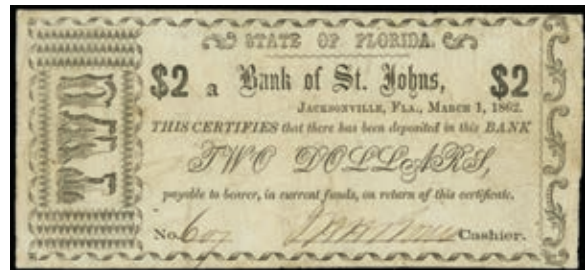 STATE OF FLORIDA.
$2 a Bank of St. Johns, $2
JACKSONVILLE, FLA., MARCH 1, 1862.
THIS CERTIFIES that there has been deposited in this BANK
TWO DOLLARS,
payable to bearer, in current funds, on return of this certificate.
No. 607 Cashier.